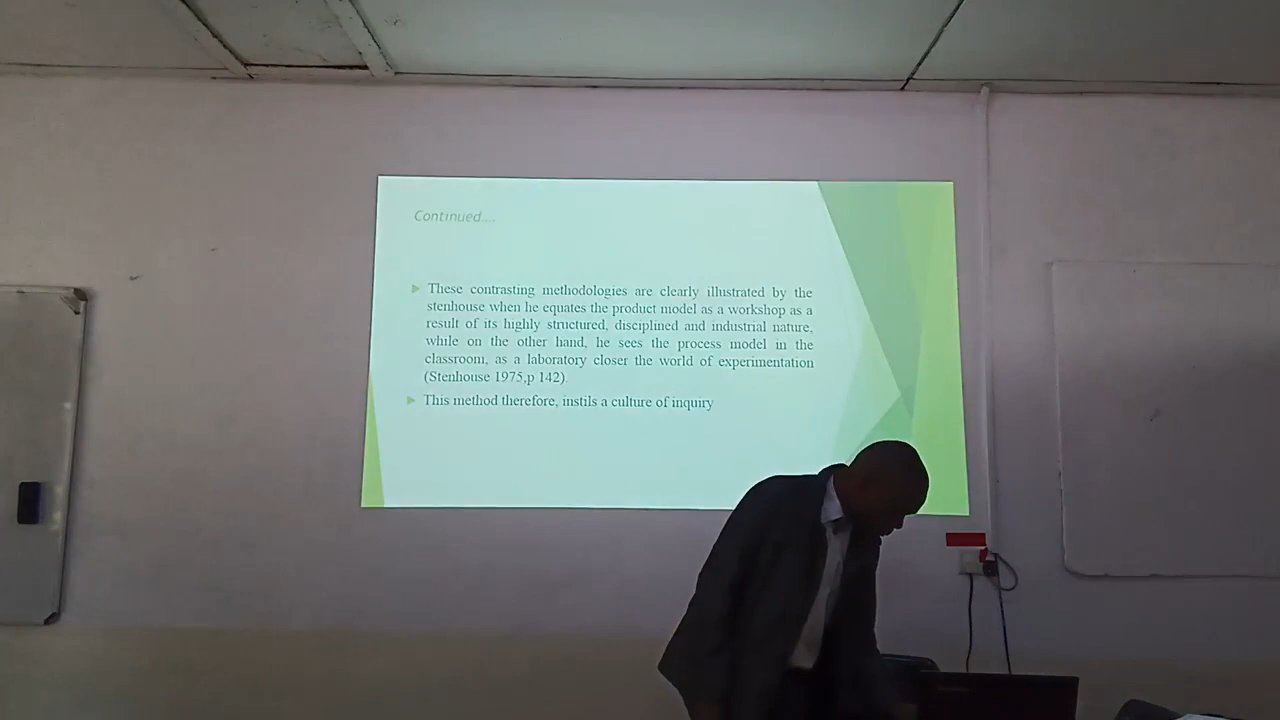 Continued....
These contrasting methodologies are clearly illustrated by the
stenhouse when he equates the product model as a workshop as a
result of its highly structured, disciplined and industrial nature,
while on the other hand, he sees the process model in the
classroom, as a laboratory closer the world of experimentation
(Stenhouse 1975,p 142).
This method therefore, instils a culture of inquiry